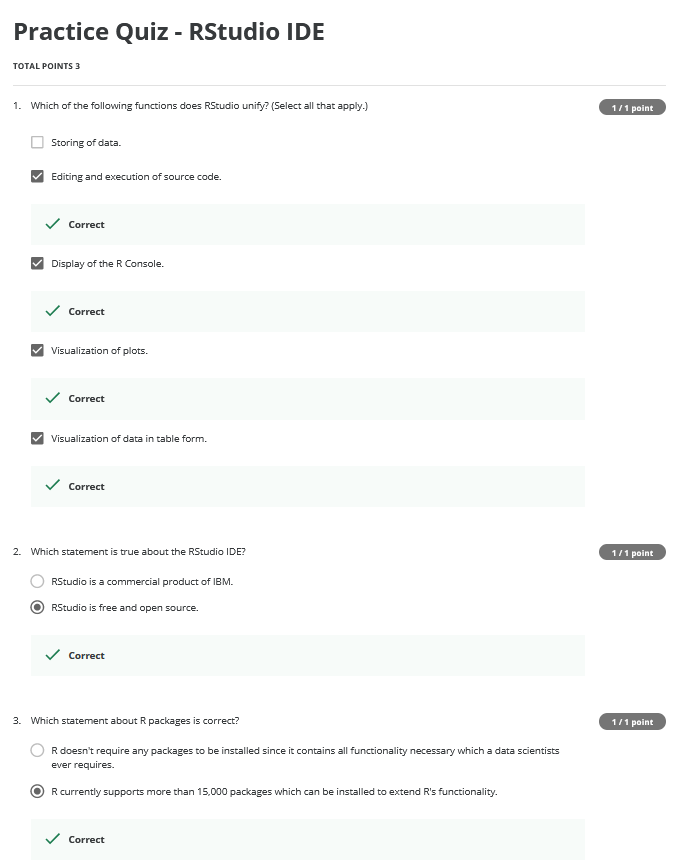 Practice Quiz - RStudio IDE
TOTAL POINTS 3
1. Which of the following functions does RStudio unify? (Select all that apply.)
1 / 1 point
Storing of data.
Editing and execution of source code.
Correct
Display of the R Console.
Correct
Visualization of plots.
Correct
Visualization of data in table form.
Correct
2. Which statement is true about the RStudio IDE?
1 / 1 point
RStudio is a commercial product of IBM.
RStudio is free and open source.
Correct
3. Which statement about R packages is correct?
1 / 1 point
R doesn't require any packages to be installed since it contains all functionality necessary which a data scientists
ever requires.
R currently supports more than 15,000 packages which can be installed to extend R's functionality.
Correct